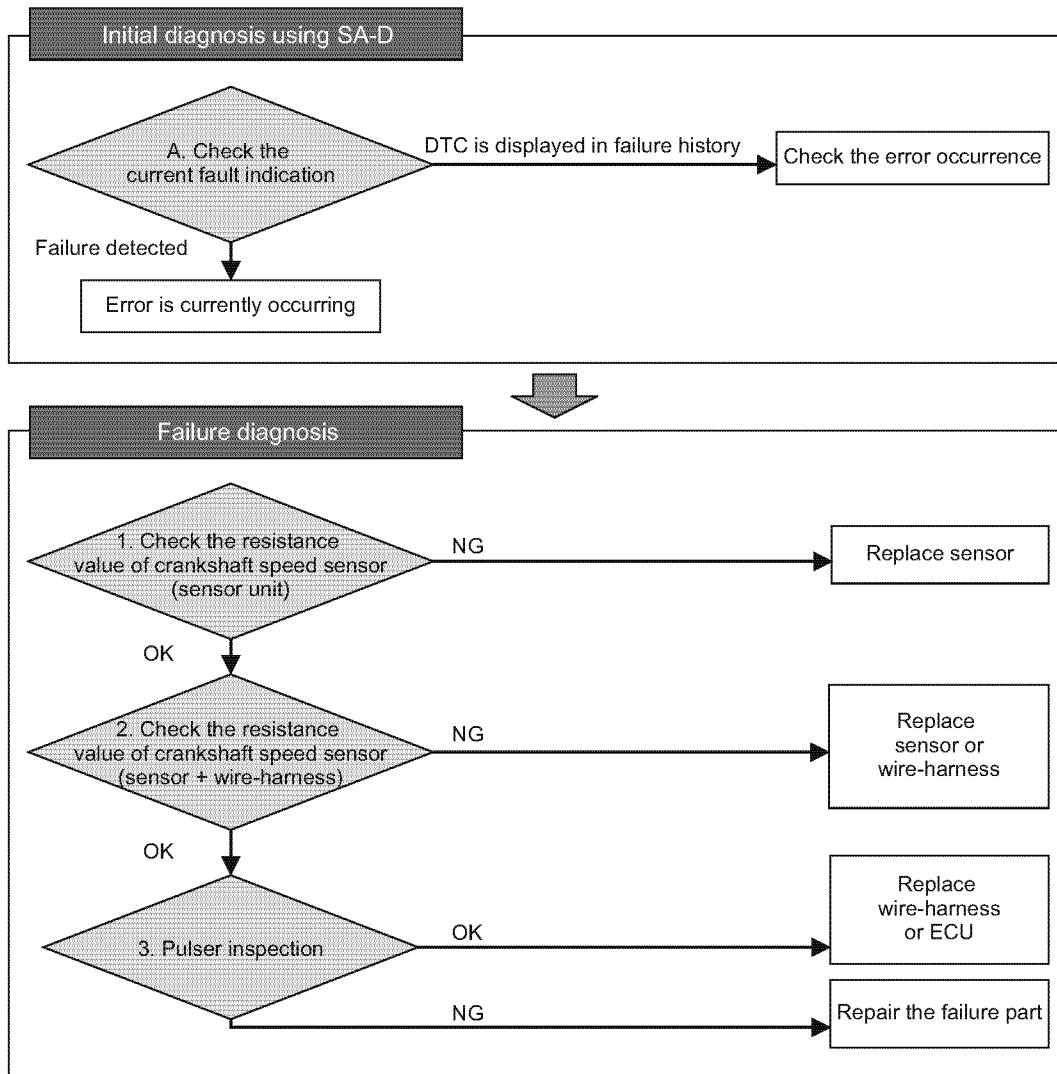 Initial diagnosis using SA-D
A. Check the
current fault indication
DTC is displayed in failure history
Check the error occurrence
Failure detected
Error is currently occurring
Failure diagnosis
1. Check the resistance
value of crankshaft speed sensor
(sensor unit)
NG
Replace sensor
OK
2. Check the resistance
value of crankshaft speed sensor
(sensor + wire-harness)
NG
Replace
sensor or
wire-harness
OK
3. Pulser inspection
OK
Replace
wire-harness
or ECU
NG
Repair the failure part